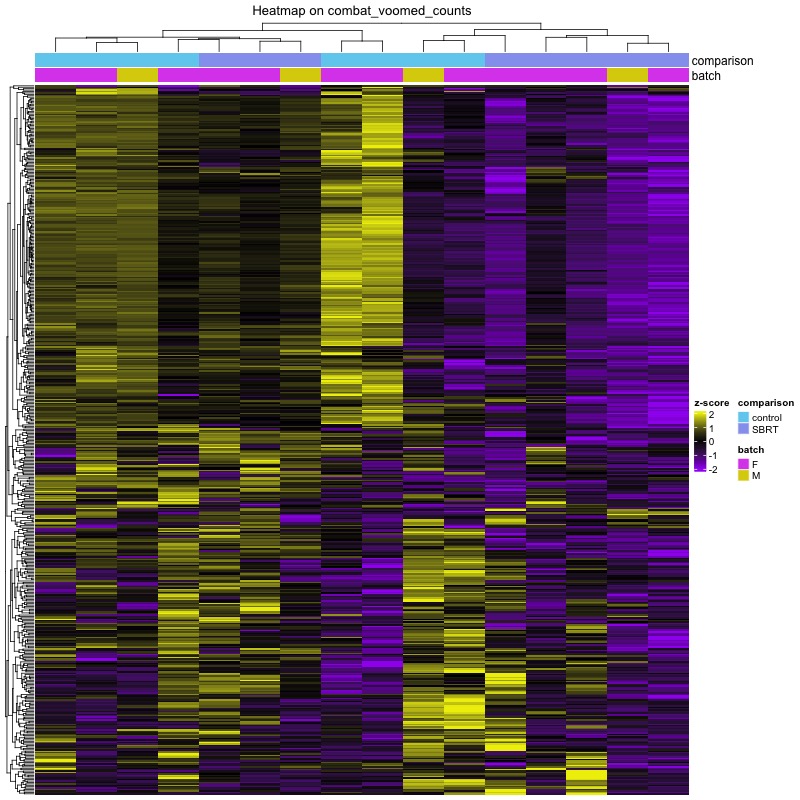 Heatmap on combat_voomed_counts
comparison
batch
z-score
2
1
0
-1
-2
comparison
control
SBRT
batch
F
M